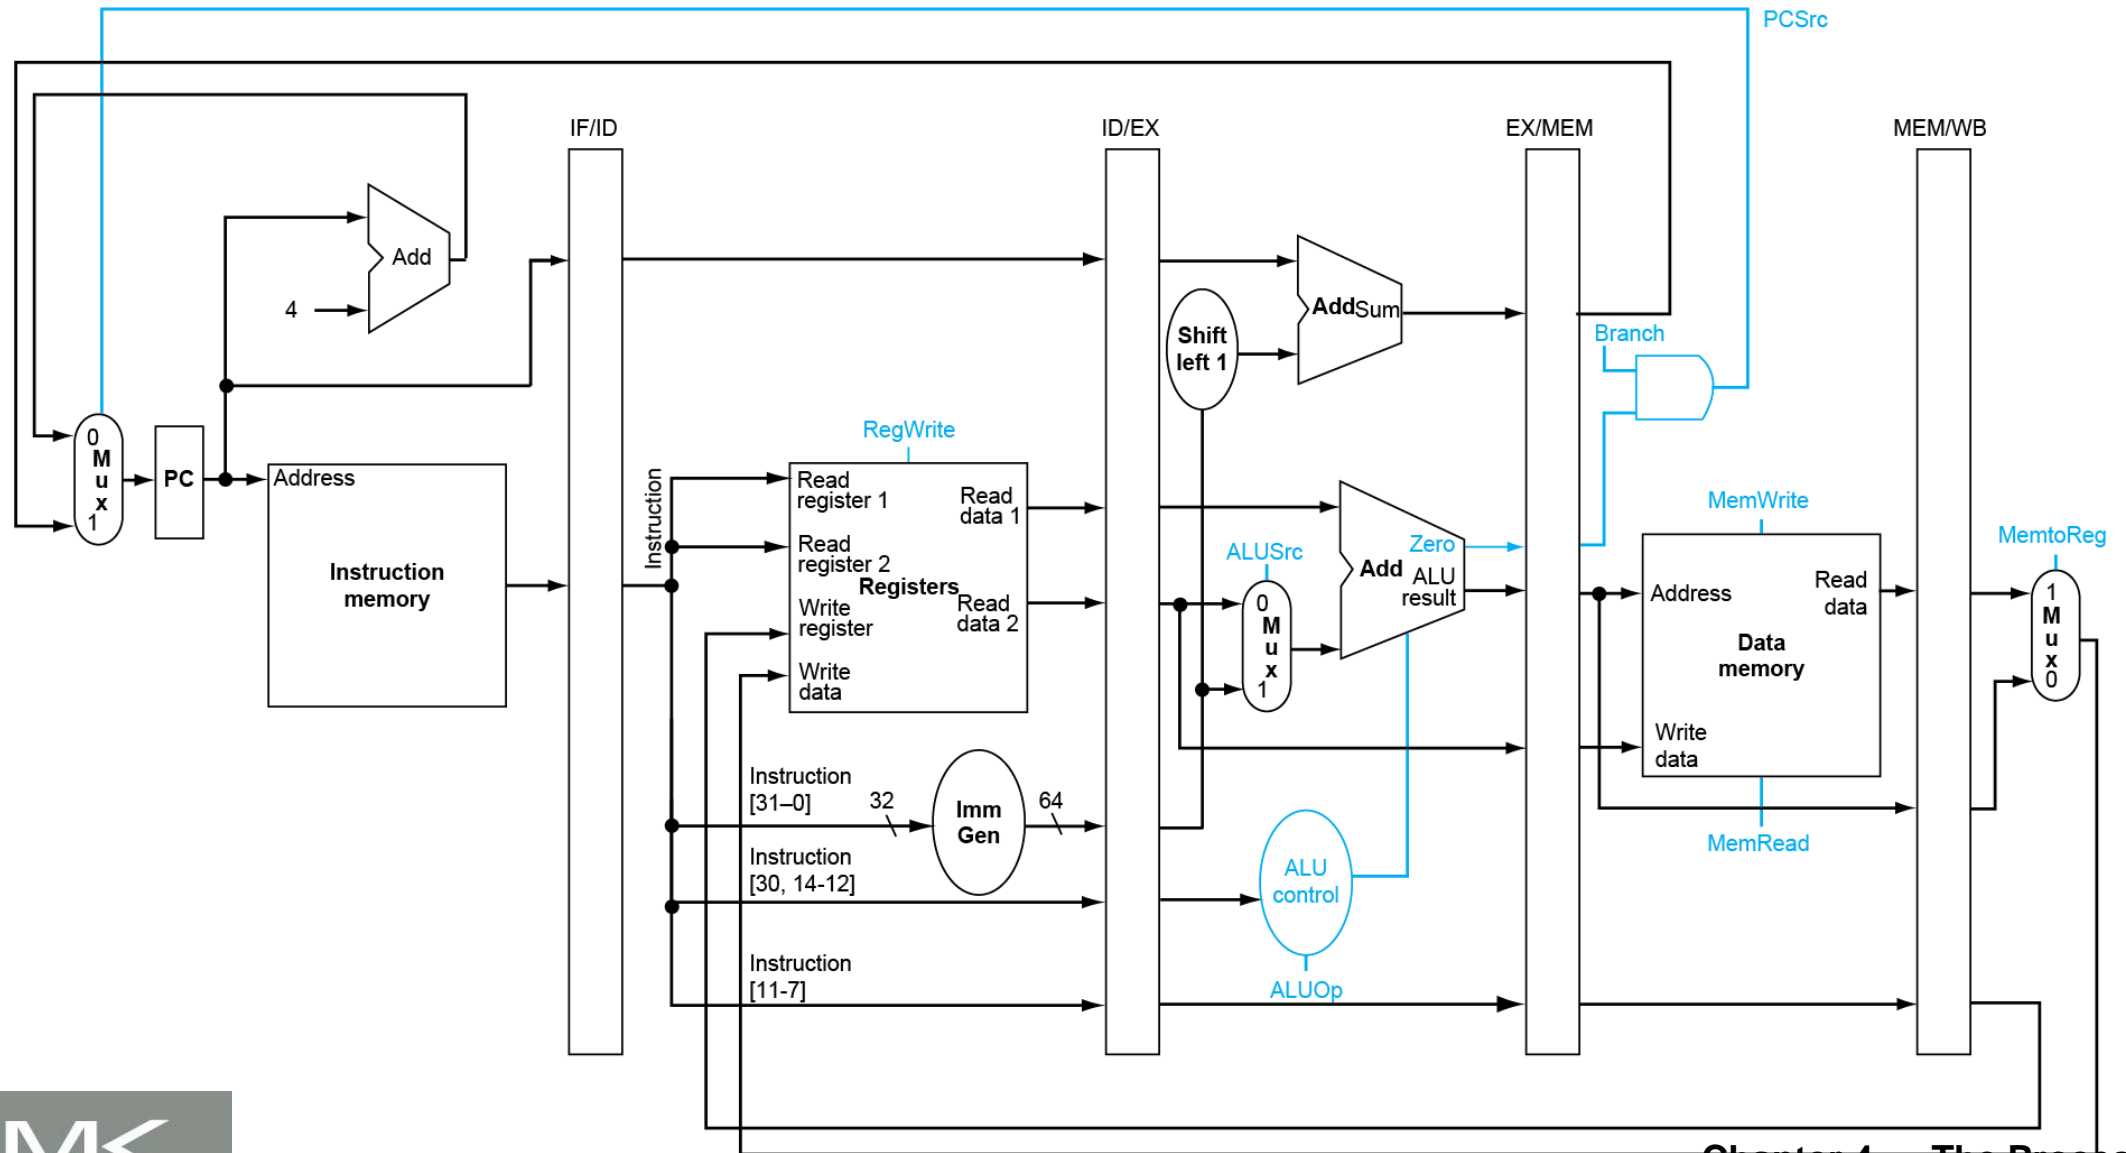 PCSrc
IF/ID
ID/EX
EX/MEM
MEM/WB
Add
4
Shift
left 1
Add Sum
Branch
RegWrite
0
M
u
x
1
PC
Address
Instruction
memory
Instruction
Read
register 1
Read
register 2
Write
register
Write
data
Registers
Read
data 1
Read
data 2
ALUSrc
0
M
u
x
1
Zero
Add
ALU
result
MemWrite
Address
Read
data
Data
memory
Write
data
MemRead
MemtoReg
1
M
u
x
0
Instruction
[31–0]
32
Imm
Gen
64
Instruction
[30, 14-12]
ALU
control
Instruction
[11-7]
ALUOp
MK
Chapter 4 — The